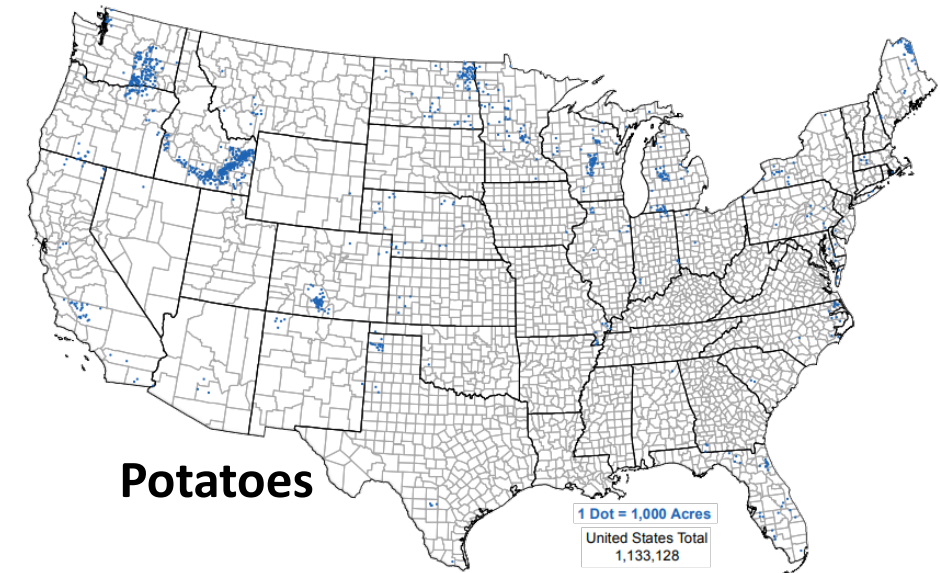 Potatoes
1 Dot = 1,000 Acres
United States Total
1,133,128